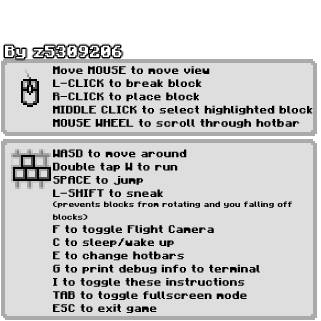 By z5309206
Move MOUSE to move view
L-CLICK to break block
R-CLICK to place block
MIDDLE CLICK to select highlighted block
MOUSE WHEEL to scroll through hotbar
WASD to move around
Double tap W to run
SPACE to jump
L-SHIFT to sneak
(prevents blocks from rotating and you falling off
blocks)
F to toggle Flight Camera
C to sleep/wake up
E to change hotbars
G to print debug info to terminal
I to toggle these instructions
TAB to toggle fullscreen mode
ESC to exit game